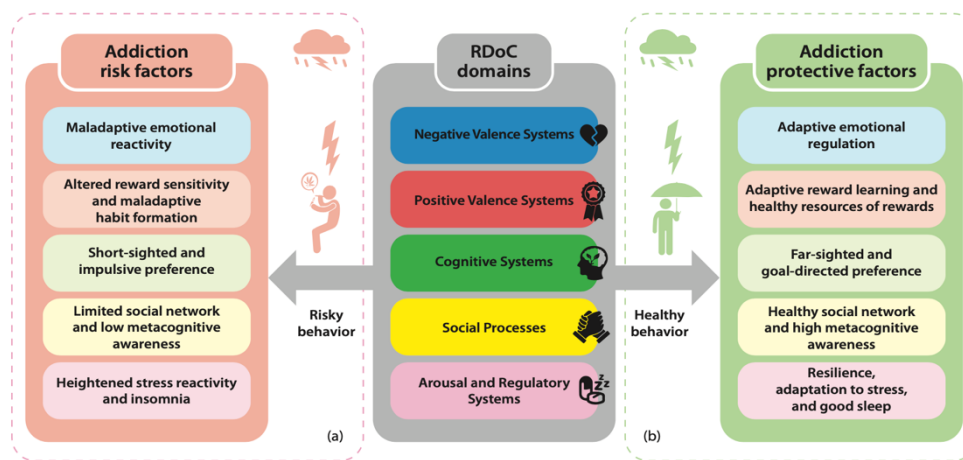 Addiction
risk factors
Maladaptive emotional
reactivity
Altered reward sensitivity
and maladaptive
habit formation
Short-sighted and
impulsive preference
Limited social network
and low metacognitive
awareness
Heightened stress reactivity
and insomnia
Risky
behavior
(a)
RDoC
domains
Negative Valence Systems
Positive Valence Systems
Cognitive Systems
Social Processes
Arousal and Regulatory
Systems
zzz
Healthy
behavior
(b)
Addiction
protective factors
Adaptive emotional
regulation
Adaptive reward learning and
healthy resources of rewards
Far-sighted and
goal-directed preference
Healthy social network
and high metacognitive
awareness
Resilience,
adaptation to stress,
and good sleep